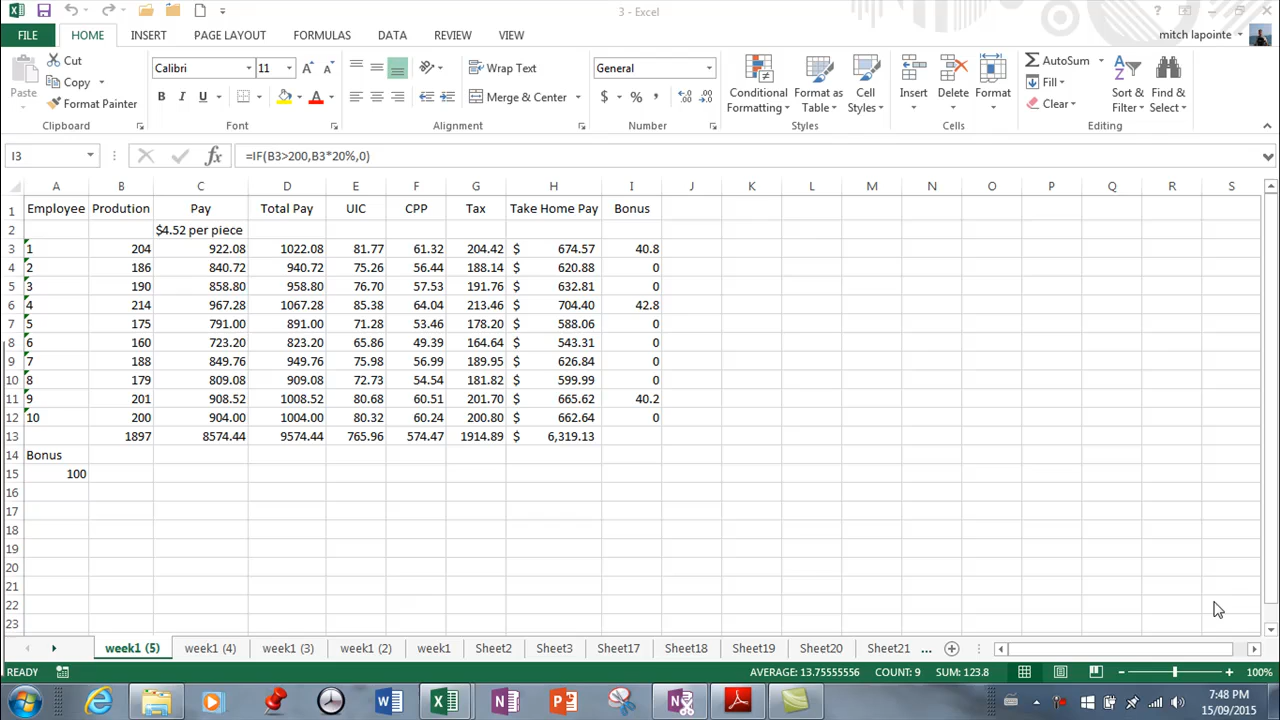 3 - Excel
FILE HOME INSERT PAGE LAYOUT FORMULAS DATA REVIEW VIEW mitch lapointe
Paste Cut Copy Format Painter Clipboard
Calibri 11 B I U A Font
Wrap Text Merge & Center Alignment
General $ % , Number
Conditional Formatting Format as Table Cell Styles Styles
Insert Delete Format Cells
AutoSum Fill Clear Sort & Filter Find & Select Editing
I3 fx =IF(B3>200,B3*20%,0)
A B C D E F G H I J K L M N O P Q R S
1 Employee Prodution Pay Total Pay UIC CPP Tax Take Home Pay Bonus
2 $4.52 per piece
3 1 204 922.08 1022.08 81.77 61.32 204.42 $ 674.57 40.8
4 2 186 840.72 940.72 75.26 56.44 188.14 $ 620.88 0
5 3 190 858.80 958.80 76.70 57.53 191.76 $ 632.81 0
6 4 214 967.28 1067.28 85.38 64.04 213.46 $ 704.40 42.8
7 5 175 791.00 891.00 71.28 53.46 178.20 $ 588.06 0
8 6 160 723.20 823.20 65.86 49.39 164.64 $ 543.31 0
9 7 188 849.76 949.76 75.98 56.99 189.95 $ 626.84 0
10 8 179 809.08 909.08 72.73 54.54 181.82 $ 599.99 0
11 9 201 908.52 1008.52 80.68 60.51 201.70 $ 665.62 40.2
12 10 200 904.00 1004.00 80.32 60.24 200.80 $ 662.64 0
13 1897 8574.44 9574.44 765.96 574.47 1914.89 $ 6,319.13
14 Bonus
15 100
16
17
18
19
20
21
22
23
week1 (5) week1 (4) week1 (3) week1 (2) week1 Sheet2 Sheet3 Sheet17 Sheet18 Sheet19 Sheet20 Sheet21 ...
READY AVERAGE: 13.75555556 COUNT: 9 SUM: 123.8 100%
7:48 PM
15/09/2015